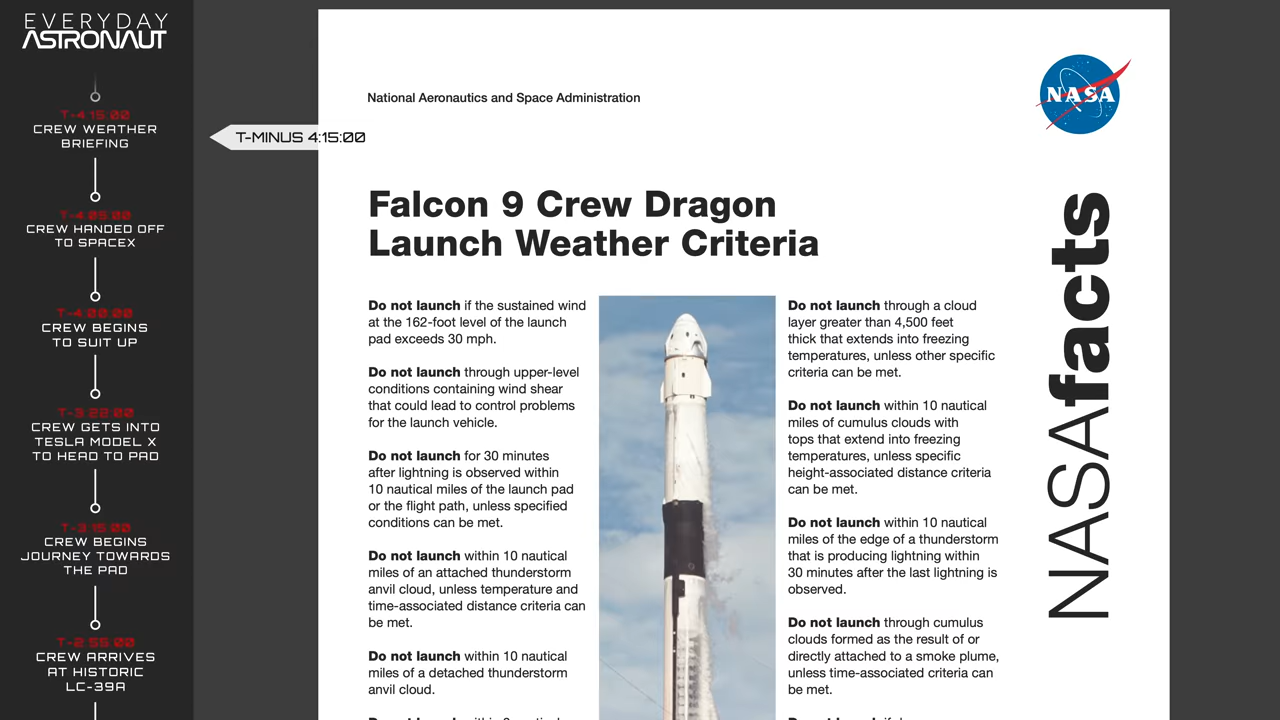 EVERYDAY
ASTRONAUT
T-4:15:00
CREW WEATHER
BRIEFING
T-4:05:00
CREW HANDED OFF
TO SPACEX
T-4:00:00
CREW BEGINS
TO SUIT UP
T-3:22:00
CREW GETS INTO
TESLA MODEL X
TO HEAD TO PAD
T-3:15:00
CREW BEGINS
JOURNEY TOWARDS
THE PAD
T-2:55:00
CREW ARRIVES
AT HISTORIC
LC-39A
T-MINUS 4:15:00
National Aeronautics and Space Administration
NASA
Falcon 9 Crew Dragon
Launch Weather Criteria
Do not launch if the sustained wind
at the 162-foot level of the launch
pad exceeds 30 mph.
Do not launch through upper-level
conditions containing wind shear
that could lead to control problems
for the launch vehicle.
Do not launch for 30 minutes
after lightning is observed within
10 nautical miles of the launch pad
or the flight path, unless specified
conditions can be met.
Do not launch within 10 nautical
miles of an attached thunderstorm
anvil cloud, unless temperature and
time-associated distance criteria can
be met.
Do not launch within 10 nautical
miles of a detached thunderstorm
anvil cloud.
Do not launch through a cloud
layer greater than 4,500 feet
thick that extends into freezing
temperatures, unless other specific
criteria can be met.
Do not launch within 10 nautical
miles of cumulus clouds with
tops that extend into freezing
temperatures, unless specific
height-associated distance criteria
can be met.
Do not launch within 10 nautical
miles of the edge of a thunderstorm
that is producing lightning within
30 minutes after the last lightning is
observed.
Do not launch through cumulus
clouds formed as the result of or
directly attached to a smoke plume,
unless time-associated criteria can
be met.
NASAfacts